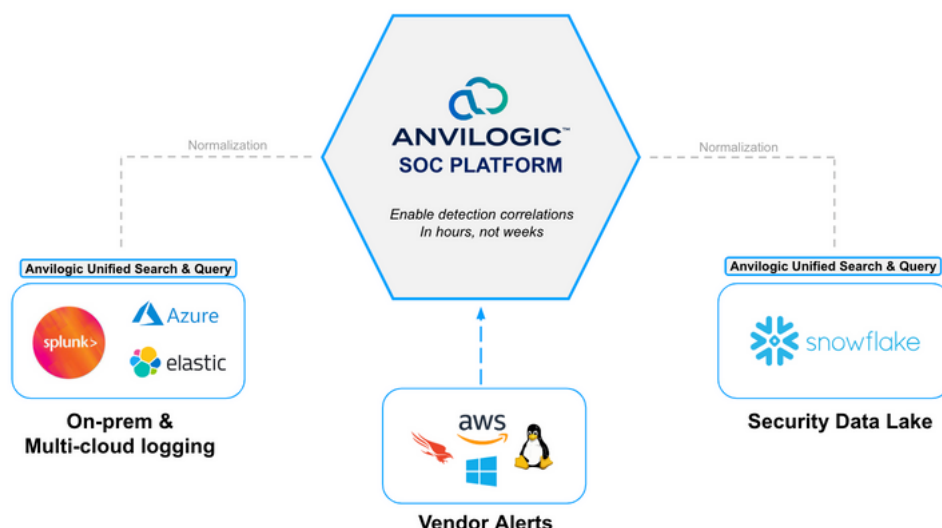 ANVILOGIC™
SOC PLATFORM
Enable detection correlations
In hours, not weeks
Normalization
Normalization
Anvilogic Unified Search & Query
splunk>
Azure
elastic
On-prem &
Multi-cloud logging
aws
Vendor Alerts
Anvilogic Unified Search & Query
snowflake
Security Data Lake